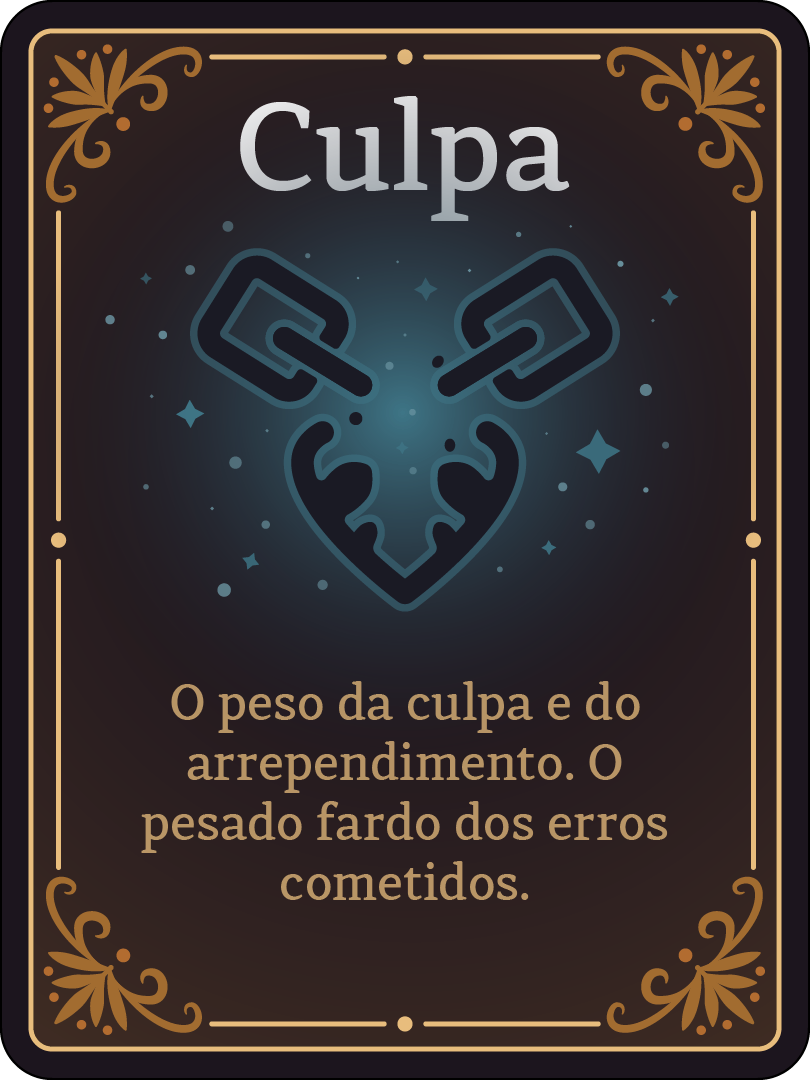 Culpa
O peso da culpa e do
arrependimento. O
pesado fardo dos erros
cometidos.